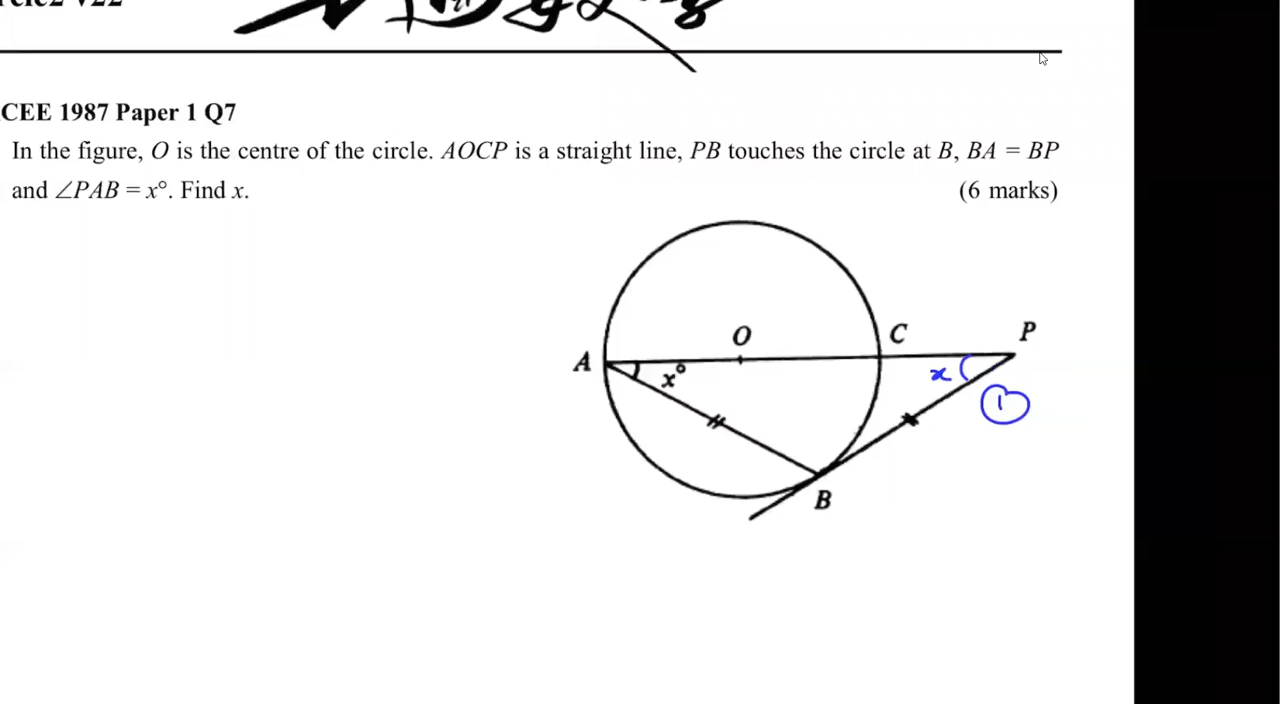 CEE 1987 Paper 1 Q7
In the figure, O is the centre of the circle. AOCP is a straight line, PB touches the circle at B, BA = BP
and ∠PAB = x°. Find x.
(6 marks)
O
C
P
A
x°
x
1
B